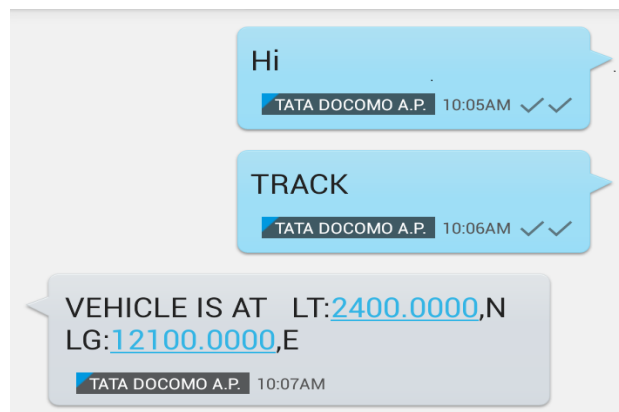 Hi
TATA DOCOMO A.P. 10:05AM
TRACK
TATA DOCOMO A.P. 10:06AM
VEHICLE IS AT LT:2400.0000,N
LG:12100.0000,E
TATA DOCOMO A.P. 10:07AM